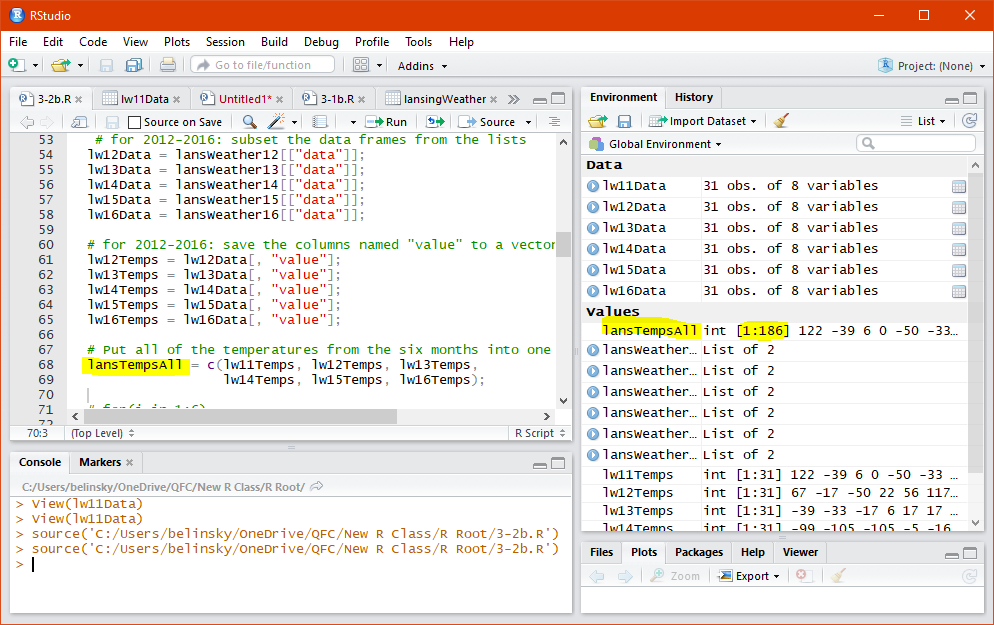 RStudio
File Edit Code View Plots Session Build Debug Profile Tools Help
Go to file/function Addins Project: (None)
3-2b.R lw11Data Untitled1* 3-1b.R lansingWeather
Source on Save Run Source
53 # for 2012-2016: subset the data frames from the lists
54 lw12Data = lansWeather12[["data"]];
55 lw13Data = lansWeather13[["data"]];
56 lw14Data = lansWeather14[["data"]];
57 lw15Data = lansWeather15[["data"]];
58 lw16Data = lansWeather16[["data"]];
59
60 # for 2012-2016: save the columns named "value" to a vector
61 lw12Temps = lw12Data[, "value"];
62 lw13Temps = lw13Data[, "value"];
63 lw14Temps = lw14Data[, "value"];
64 lw15Temps = lw15Data[, "value"];
65 lw16Temps = lw16Data[, "value"];
66
67 # Put all of the temperatures from the six months into one
68 lansTempsAll = c(lw11Temps, lw12Temps, lw13Temps,
69 lw14Temps, lw15Temps, lw16Temps);
70
71 # for(i in 1:6)
72
70:3 (Top Level) R Script
Console Markers
C:/Users/belinsky/OneDrive/QFC/New R Class/R Root/
> View(lw11Data)
> View(lw11Data)
> source('C:/Users/belinsky/OneDrive/QFC/New R Class/R Root/3-2b.R')
> source('C:/Users/belinsky/OneDrive/QFC/New R Class/R Root/3-2b.R')
>
Environment History
Import Dataset List
Global Environment
Data
lw11Data 31 obs. of 8 variables
lw12Data 31 obs. of 8 variables
lw13Data 31 obs. of 8 variables
lw14Data 31 obs. of 8 variables
lw15Data 31 obs. of 8 variables
lw16Data 31 obs. of 8 variables
Values
lansTempsAll int [1:186] 122 -39 6 0 -50 -33…
lansWeather… List of 2
lansWeather… List of 2
lansWeather… List of 2
lansWeather… List of 2
lansWeather… List of 2
lansWeather… List of 2
lw11Temps int [1:31] 122 -39 6 0 -50 -33 …
lw12Temps int [1:31] 67 -17 -50 22 56 117…
lw13Temps int [1:31] -39 -33 -17 6 17 17 …
lw14Temps int [1:31] -99 -105 -105 -5 -16
Files Plots Packages Help Viewer
Zoom Export